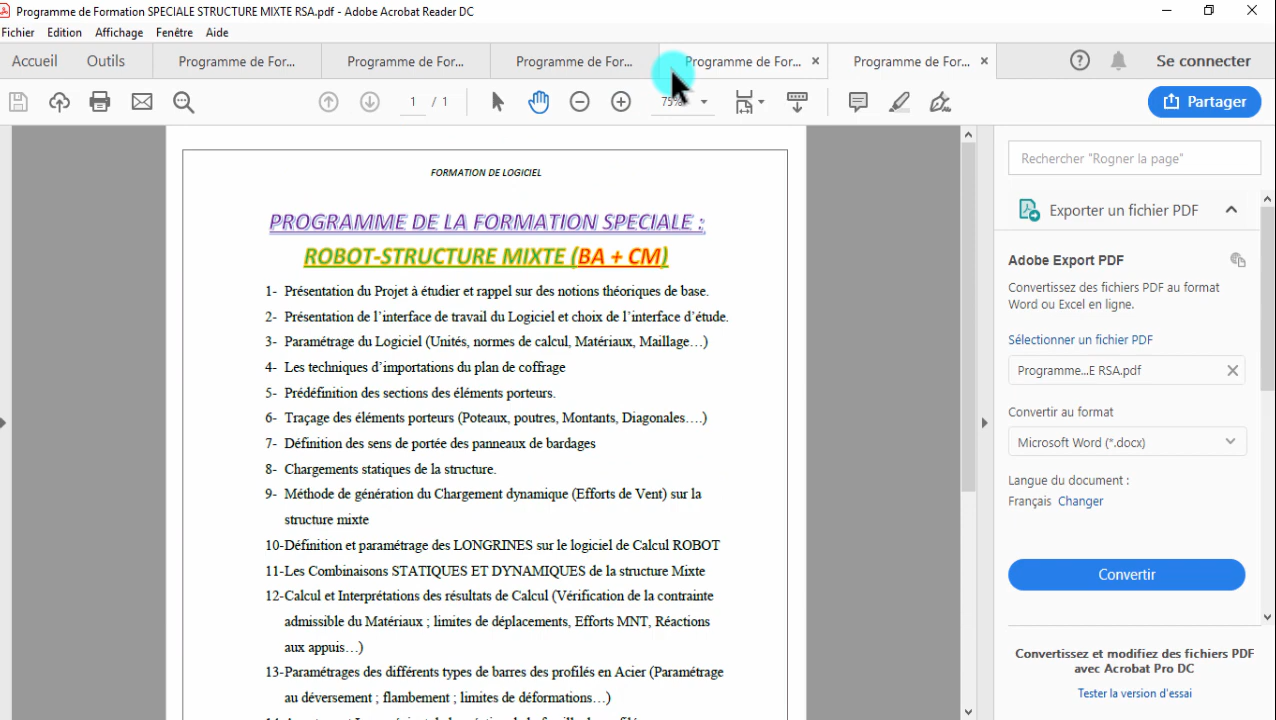 Programme de Formation SPECIALE STRUCTURE MIXTE RSA.pdf - Adobe Acrobat Reader DC
Fichier Edition Affichage Fenêtre Aide
Accueil Outils Programme de For... Programme de For... Programme de For... Programme de For... × Programme de For... × Se connecter
1 / 1 75% Partager
FORMATION DE LOGICIEL
PROGRAMME DE LA FORMATION SPECIALE :
ROBOT-STRUCTURE MIXTE (BA + CM)
1- Présentation du Projet à étudier et rappel sur des notions théoriques de base.
2- Présentation de l’interface de travail du Logiciel et choix de l’interface d’étude.
3- Paramétrage du Logiciel (Unités, normes de calcul, Matériaux, Maillage…)
4- Les techniques d’importations du plan de coffrage
5- Prédéfinition des sections des éléments porteurs.
6- Traçage des éléments porteurs (Poteaux, poutres, Montants, Diagonales….)
7- Définition des sens de portée des panneaux de bardages
8- Chargements statiques de la structure.
9- Méthode de génération du Chargement dynamique (Efforts de Vent) sur la
structure mixte
10-Définition et paramétrage des LONGRINES sur le logiciel de Calcul ROBOT
11-Les Combinaisons STATIQUES ET DYNAMIQUES de la structure Mixte
12-Calcul et Interprétations des résultats de Calcul (Vérification de la contrainte
admissible du Matériaux ; limites de déplacements, Efforts MNT, Réactions
aux appuis…)
13-Paramétrages des différents types de barres des profilés en Acier (Paramétrage
au déversement ; flambement ; limites de déformations…)
Rechercher "Rogner la page"
Exporter un fichier PDF
Adobe Export PDF
Convertissez des fichiers PDF au format
Word ou Excel en ligne.
Sélectionner un fichier PDF
Programme...E RSA.pdf
Convertir au format
Microsoft Word (*.docx)
Langue du document :
Français Changer
Convertir
Convertissez et modifiez des fichiers PDF
avec Acrobat Pro DC
Tester la version d'essai